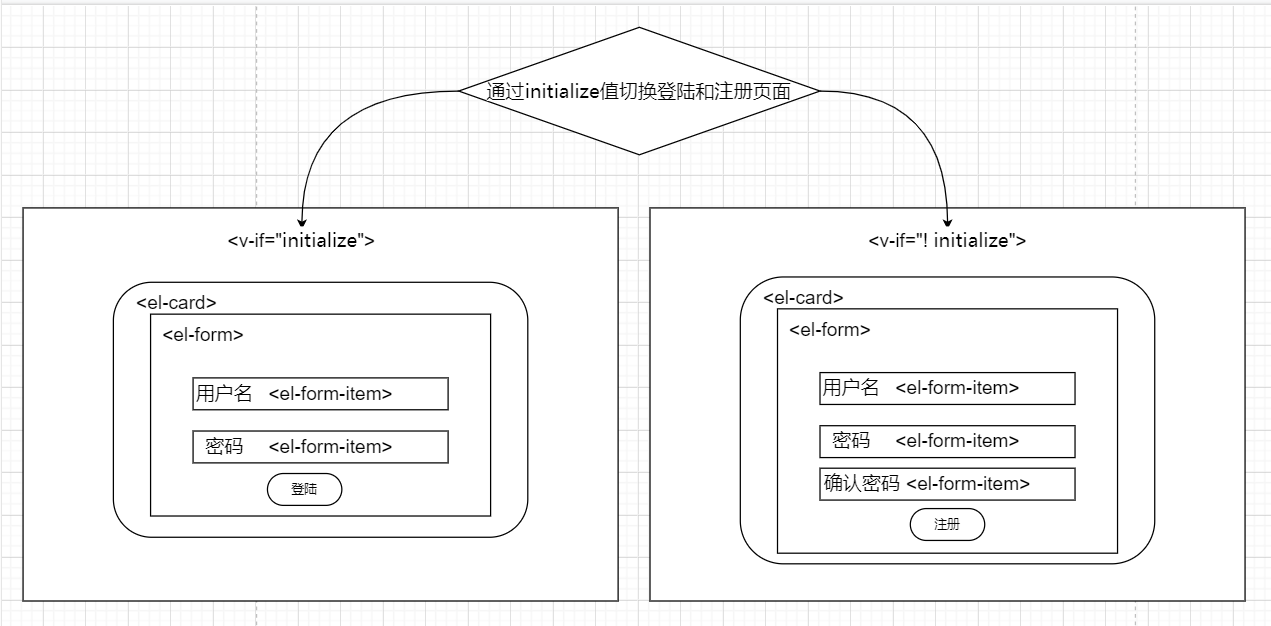 通过initialize值切换登陆和注册页面
<v-if="initialize">
<el-card>
<el-form>
用户名 <el-form-item>
密码 <el-form-item>
登陆
<v-if="! initialize">
<el-card>
<el-form>
用户名 <el-form-item>
密码 <el-form-item>
确认密码 <el-form-item>
注册